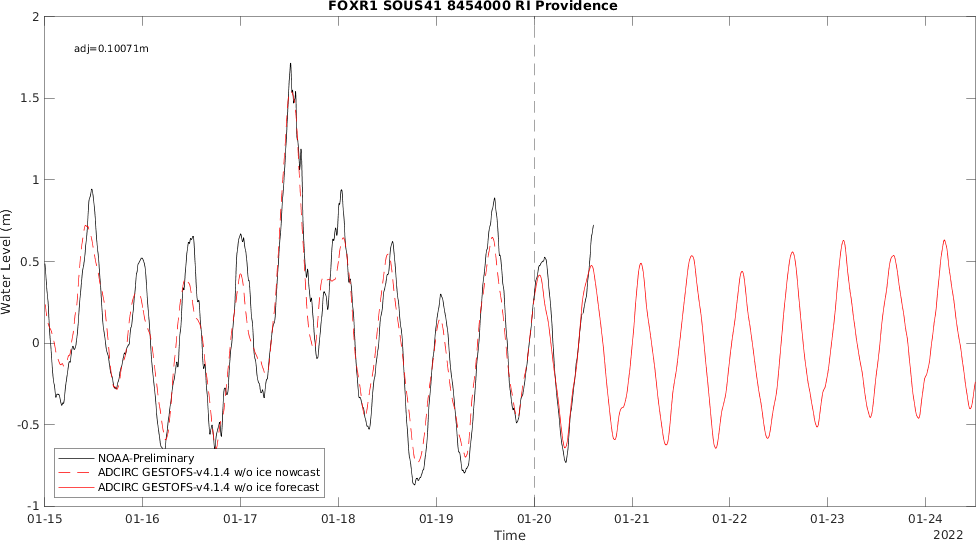 FOXR1 SOUS41 8454000 RI Providence
2
adj=0.10071m
1.5
1
0.5
0
-0.5
-1
Water Level (m)
NOAA-Preliminary
ADCIRC GESTOFS-v4.1.4 w/o ice nowcast
ADCIRC GESTOFS-v4.1.4 w/o ice forecast
01-15 01-16 01-17 01-18 01-19 01-20 01-21 01-22 01-23 01-24
Time
2022